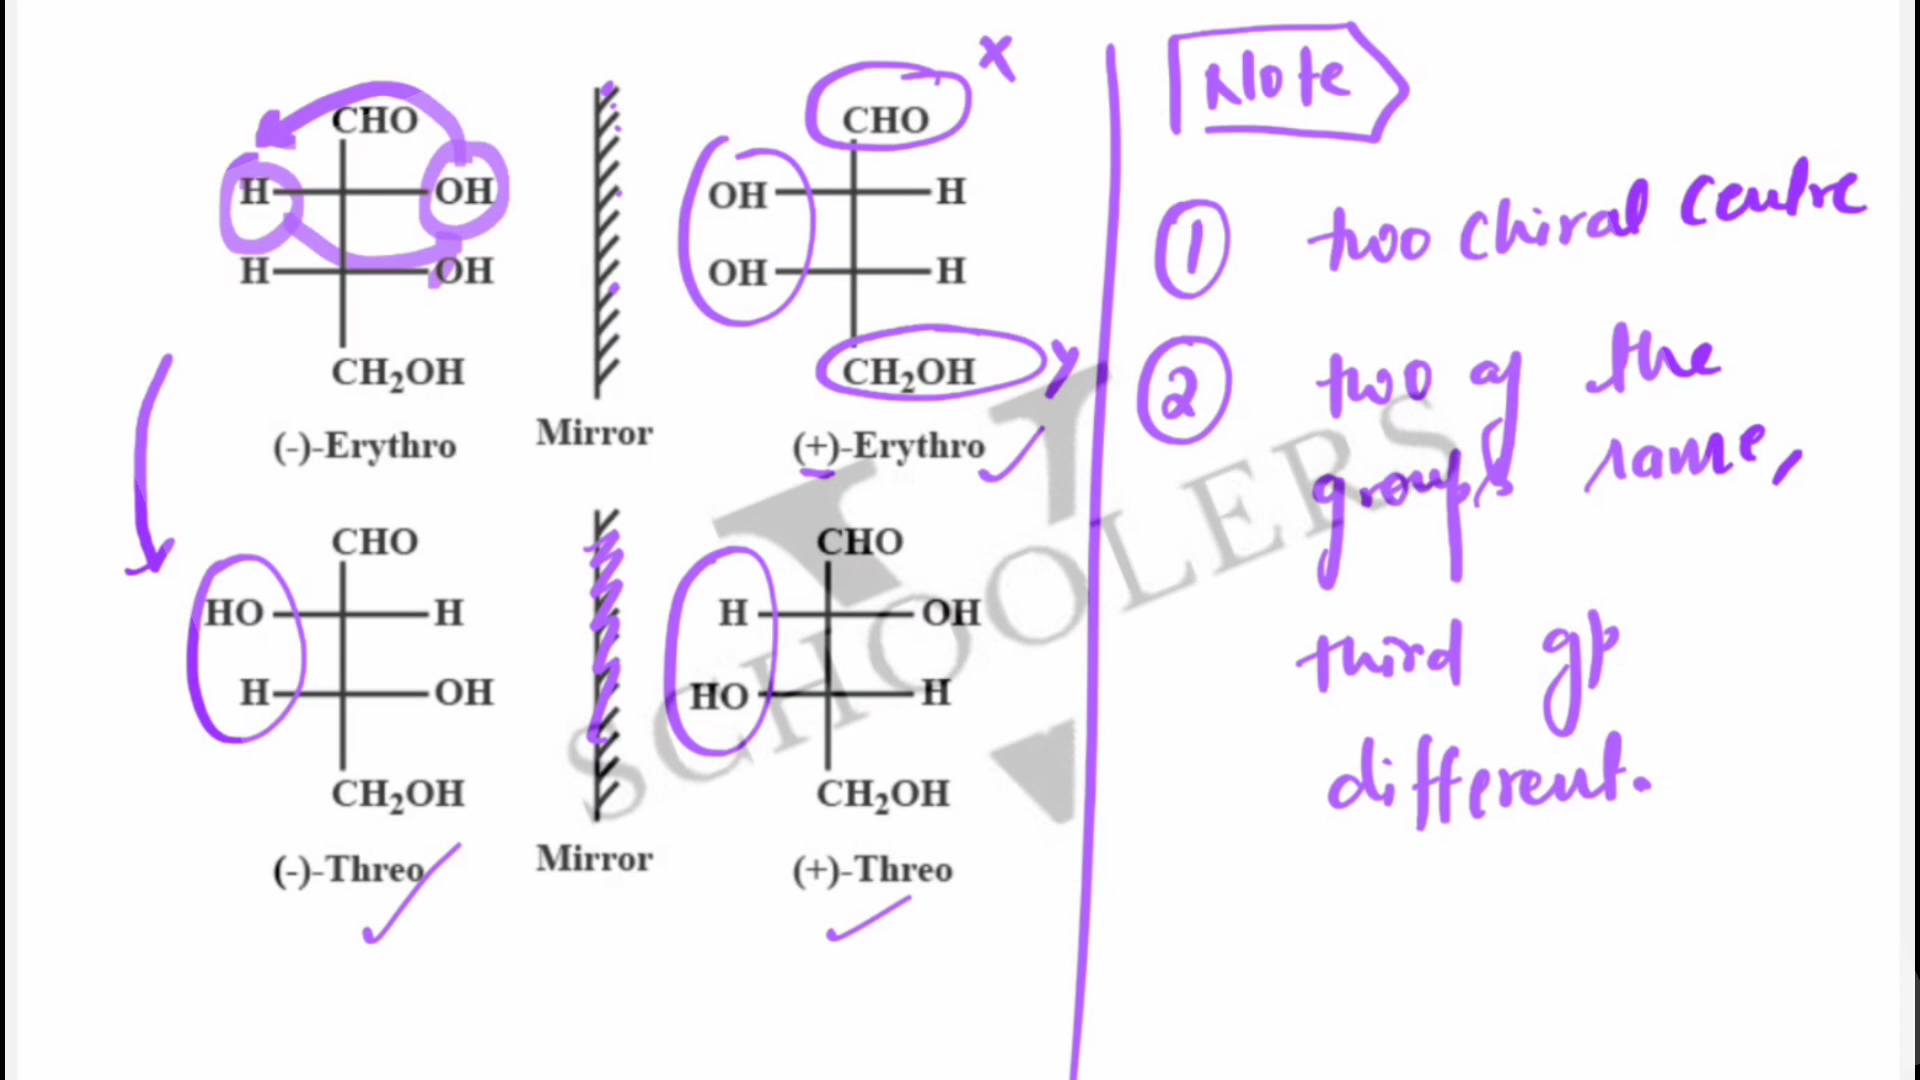 CHO
H OH
H OH
CH₂OH
(-)-Erythro
Mirror
CHO X
OH H
OH H
CH₂OH Y
(+)-Erythro
CHO
HO H
H OH
CH₂OH
(-)-Threo
Mirror
CHO
H OH
HO H
CH₂OH
(+)-Threo
SCHOOLERS
Note
1 two chiral centre
2 two of the
groups same,
third gp
different.